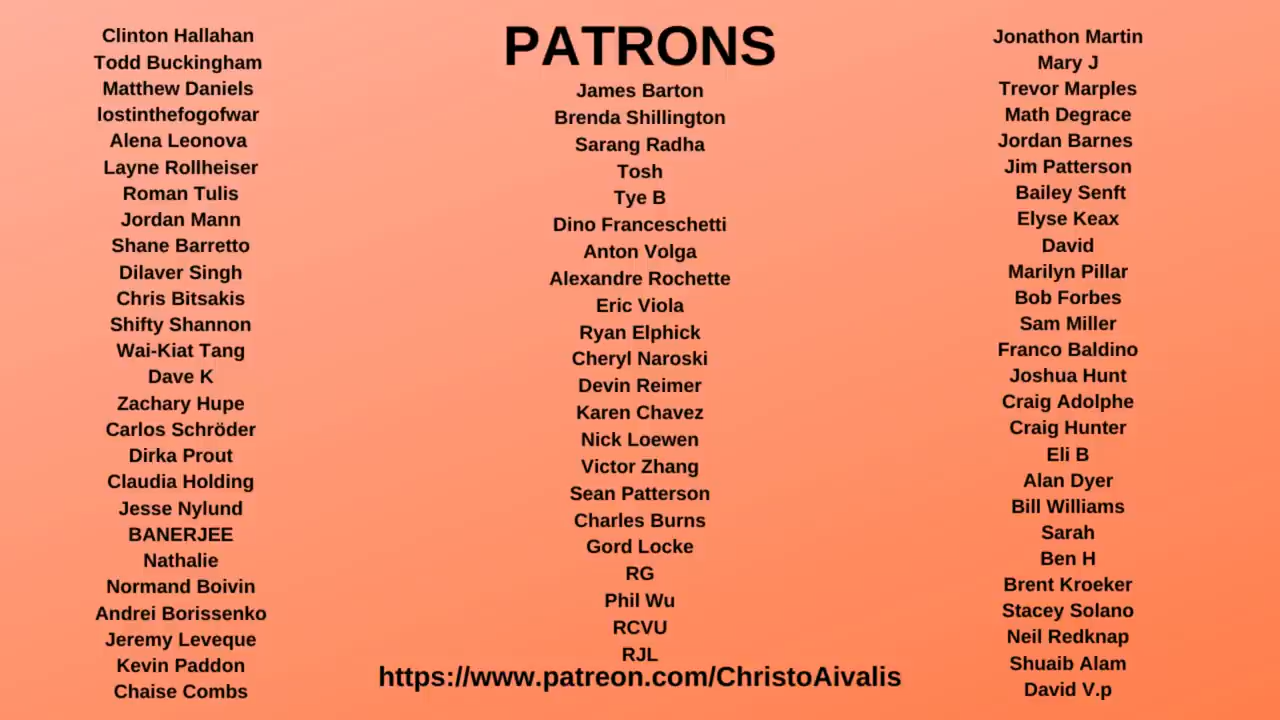 Clinton Hallahan
Todd Buckingham
Matthew Daniels
lostinthefogofwar
Alena Leonova
Layne Rollheiser
Roman Tulis
Jordan Mann
Shane Barretto
Dilaver Singh
Chris Bitsakis
Shifty Shannon
Wai-Kiat Tang
Dave K
Zachary Hupe
Carlos Schröder
Dirka Prout
Claudia Holding
Jesse Nylund
BANERJEE
Nathalie
Normand Boivin
Andrei Borissenko
Jeremy Leveque
Kevin Paddon
Chaise Combs
PATRONS
James Barton
Brenda Shillington
Sarang Radha
Tosh
Tye B
Dino Franceschetti
Anton Volga
Alexandre Rochette
Eric Viola
Ryan Elphick
Cheryl Naroski
Devin Reimer
Karen Chavez
Nick Loewen
Victor Zhang
Sean Patterson
Charles Burns
Gord Locke
RG
Phil Wu
RCVU
RJL
https://www.patreon.com/ChristoAivalis
Jonathon Martin
Mary J
Trevor Marples
Math Degrace
Jordan Barnes
Jim Patterson
Bailey Senft
Elyse Keax
David
Marilyn Pillar
Bob Forbes
Sam Miller
Franco Baldino
Joshua Hunt
Craig Adolphe
Craig Hunter
Eli B
Alan Dyer
Bill Williams
Sarah
Ben H
Brent Kroeker
Stacey Solano
Neil Redknap
Shuaib Alam
David V.p